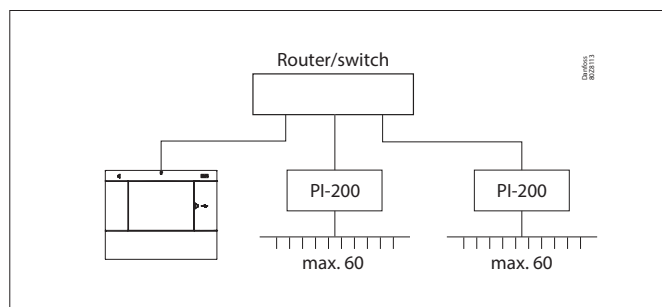 Router/switch
Danfoss
80Z8113
PI-200
PI-200
max. 60
max. 60